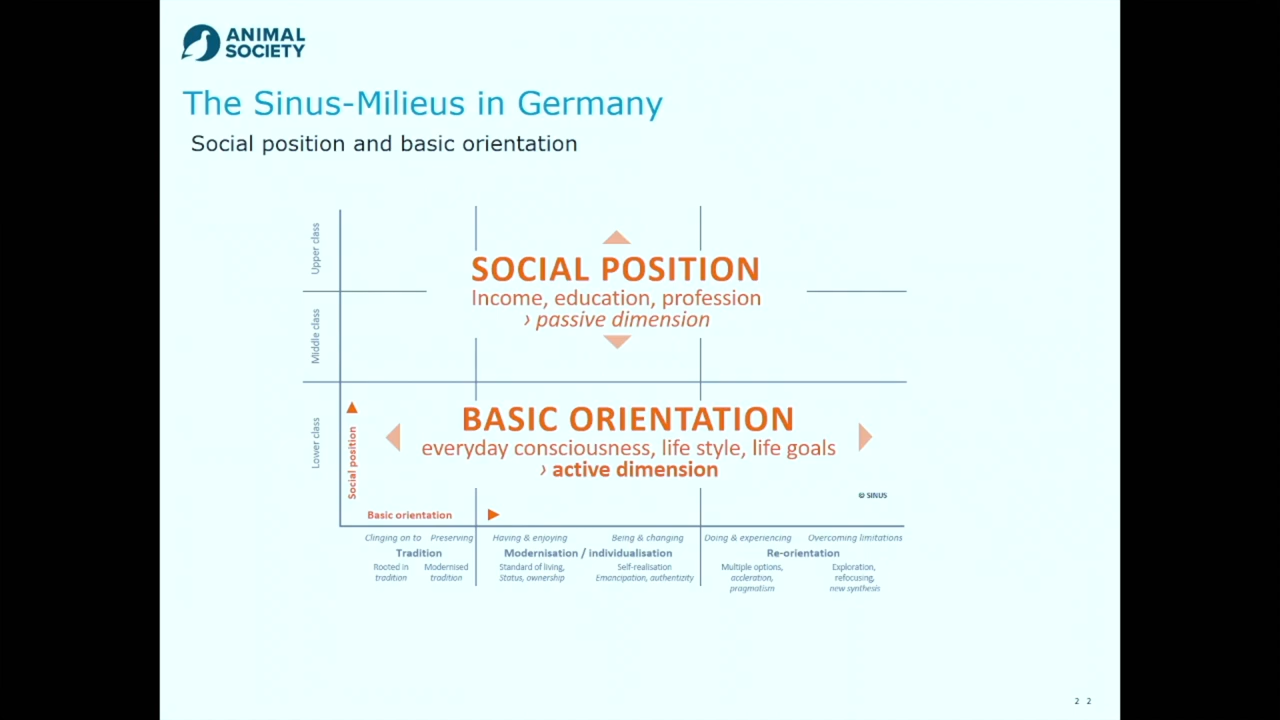 ANIMAL
SOCIETY
The Sinus-Milieus in Germany
Social position and basic orientation
Upper class
Middle class
Lower class
SOCIAL POSITION
Income, education, profession
› passive dimension
BASIC ORIENTATION
everyday consciousness, life style, life goals
› active dimension
Social position
© SINUS
Basic orientation
Clinging on to Preserving Having & enjoying Being & changing Doing & experiencing Overcoming limitations
Tradition Modernisation / individualisation Re-orientation
Rooted in Modernised Standard of living, Self-realisation Multiple options, Exploration,
tradition tradition Status, ownership Emancipation, authentizity accleration, refocusing,
pragmatism new synthesis
2 2